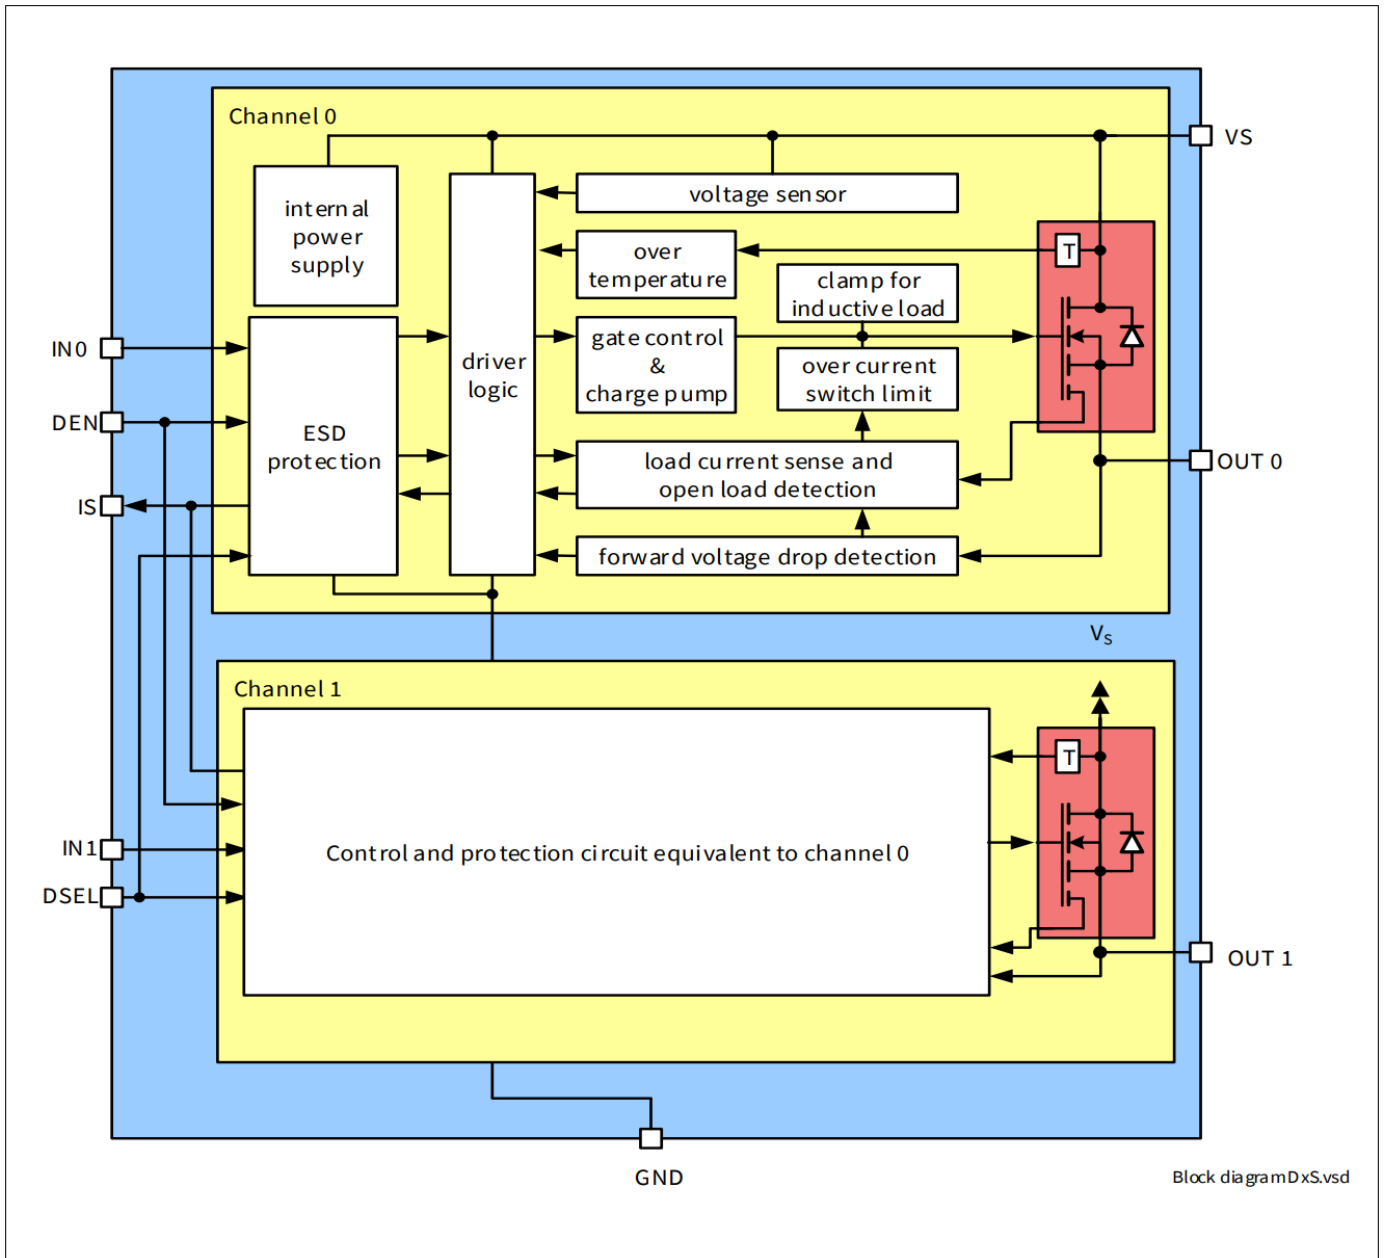 Channel 0
VS
internal
power
supply
voltage sensor
over
temperature
T
clamp for
inductive load
IN0
gate control
&
charge pump
driver
logic
over current
switch limit
DEN
ESD
protection
load current sense and
open load detection
OUT 0
IS
forward voltage drop detection
VS
Channel 1
T
IN1
Control and protection circuit equivalent to channel 0
DSEL
OUT 1
GND
Block diagramDxS.vsd